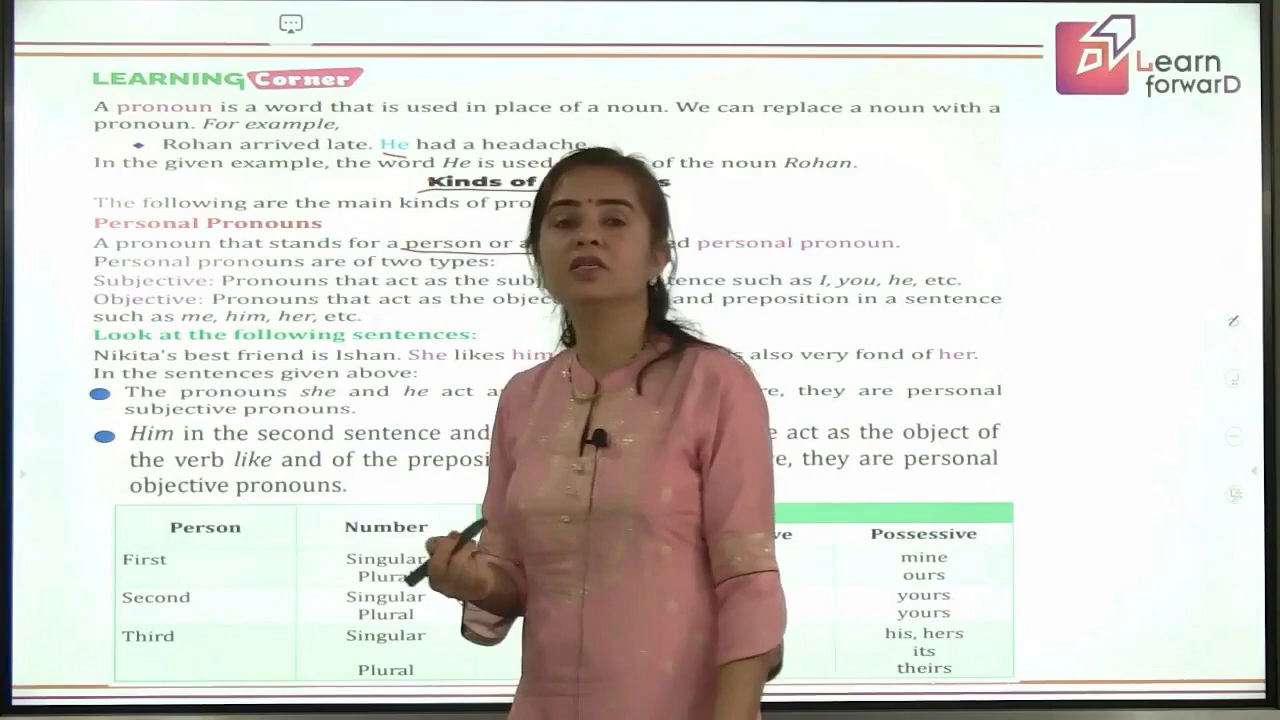 Learn
forwarD
LEARNING Corner
A pronoun is a word that is used in place of a noun. We can replace a noun with a
pronoun. For example,
Rohan arrived late. He had a headache
In the given example, the word He is used of the noun Rohan.
Kinds of
The following are the main kinds of
Personal Pronouns
A pronoun that stands for a person or personal pronoun.
Personal pronouns are of two types:
Subjective: Pronouns that act as the such as I, you, he, etc.
Objective: Pronouns that act as the and preposition in a sentence
such as me, him, her, etc.
Look at the following sentences:
Nikita's best friend is Ishan. She likes him also very fond of her.
In the sentences given above:
The pronouns she and he act they are personal
subjective pronouns.
Him in the second sentence and act as the object of
the verb like and of the they are personal
objective pronouns.
Person Number Possessive
First Singular mine
Plural ours
Second Singular yours
Plural yours
Third Singular his, hers
its
Plural theirs